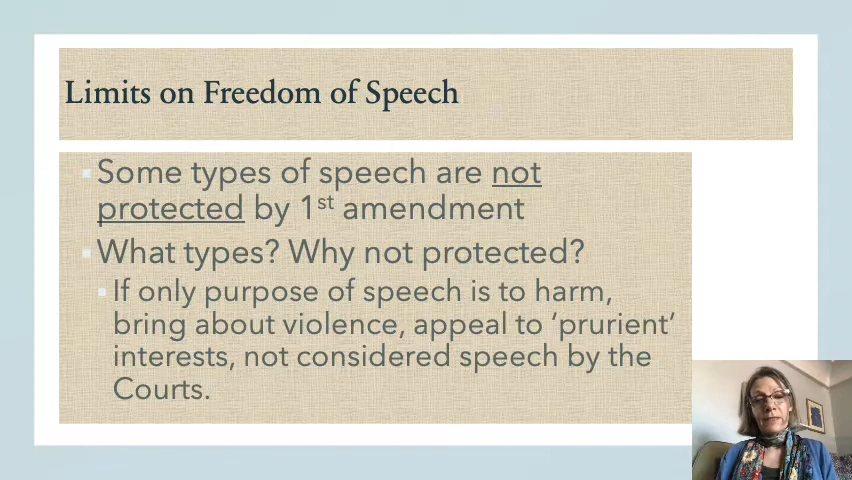 Limits on Freedom of Speech
Some types of speech are not
protected by 1st amendment
What types? Why not protected?
If only purpose of speech is to harm,
bring about violence, appeal to ‘prurient’
interests, not considered speech by the
Courts.